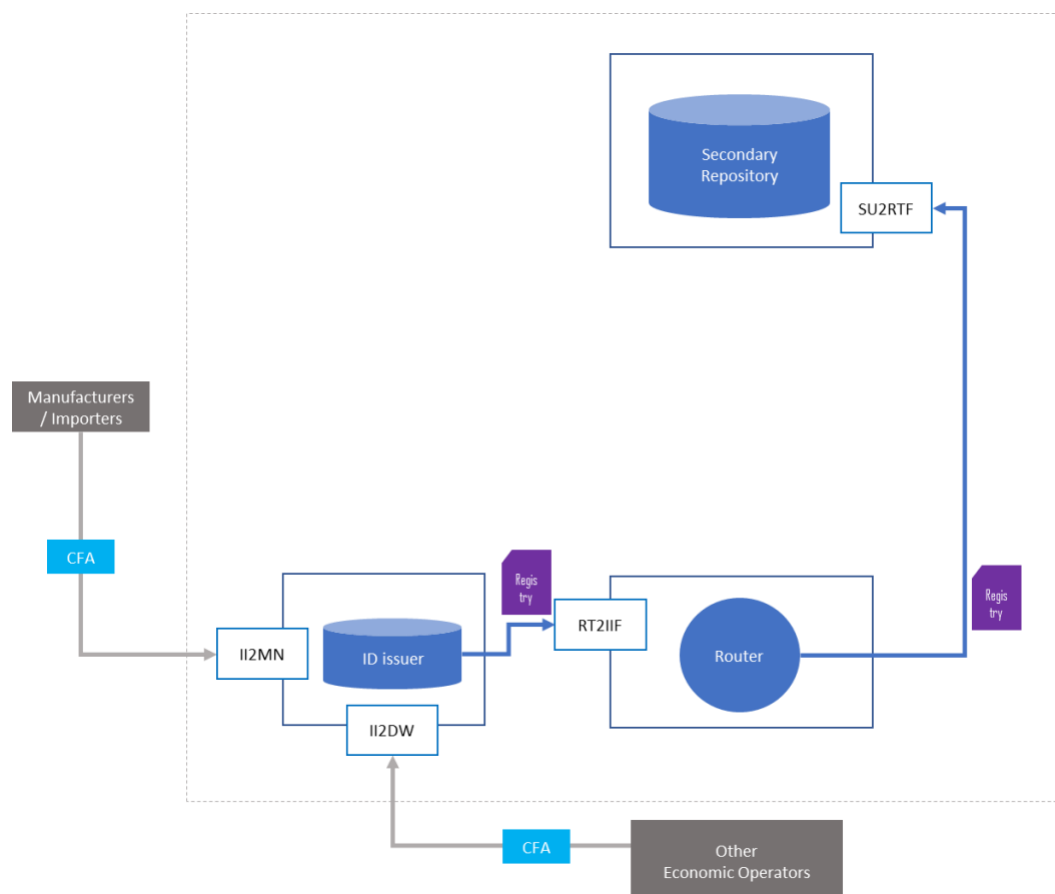 Secondary
Repository
SU2RTF
Manufacturers
/ Importers
CFA
Regis
try
RT2IIF
Regis
try
II2MN
ID issuer
Router
II2DW
CFA
Other
Economic Operators